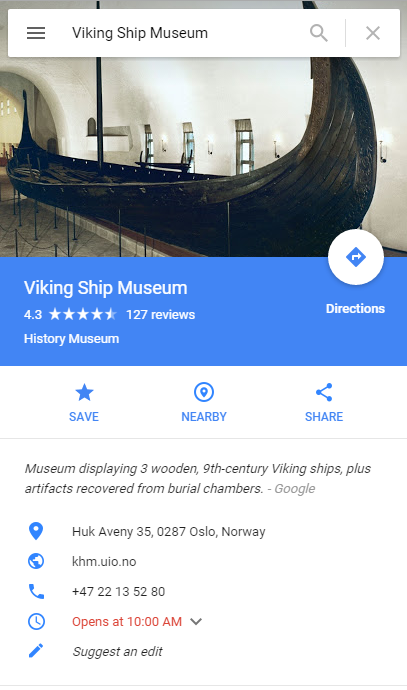 Viking Ship Museum
Viking Ship Museum
4.3 127 reviews
Directions
History Museum
SAVE NEARBY SHARE
Museum displaying 3 wooden, 9th-century Viking ships, plus
artifacts recovered from burial chambers. - Google
Huk Aveny 35, 0287 Oslo, Norway
khm.uio.no
+47 22 13 52 80
Opens at 10:00 AM
Suggest an edit